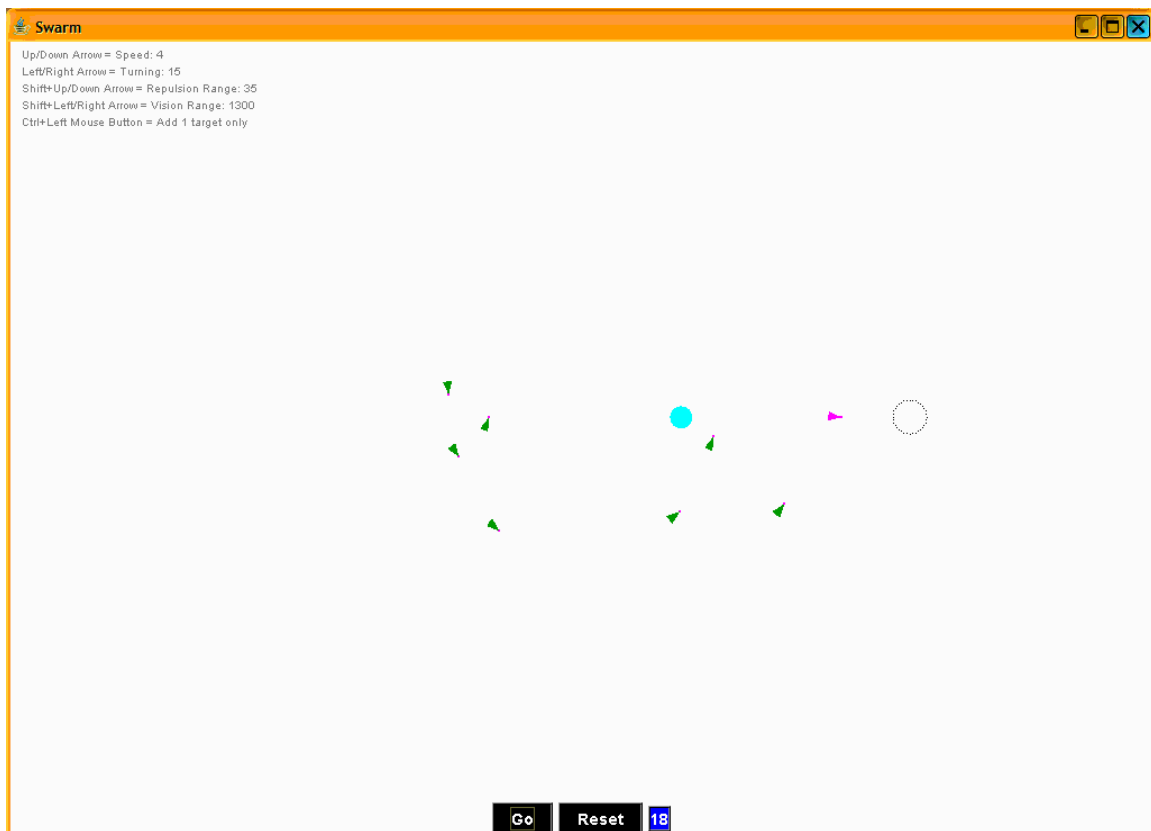 Swarm
Up/Down Arrow = Speed: 4
Left/Right Arrow = Turning: 15
Shift+Up/Down Arrow = Repulsion Range: 35
Shift+Left/Right Arrow = Vision Range: 1300
Ctrl+Left Mouse Button = Add 1 target only
Go Reset 18